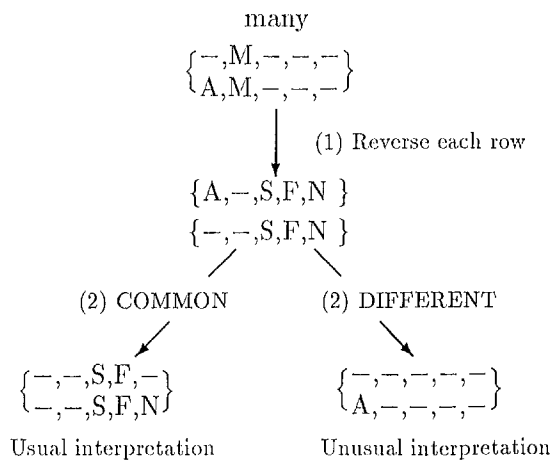 many
{−,M,−,−,−
A,M,−,−,−}
(1) Reverse each row
{A,−,S,F,N }
{−,−,S,F,N }
(2) COMMON (2) DIFFERENT
{−,−,S,F,−
−,−,S,F,N}
{−,−,−,−,−
A,−,−,−,−}
Usual interpretation Unusual interpretation